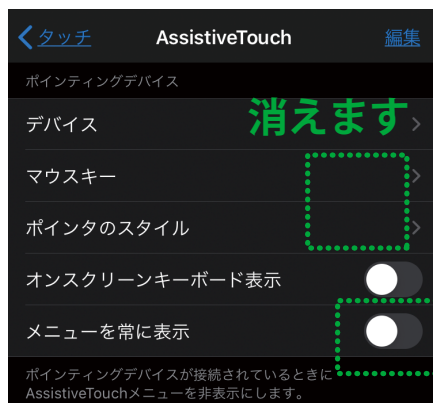 タッチ AssistiveTouch 編集
ポインティングデバイス
消えます
デバイス
マウスキー
ポインタのスタイル
オンスクリーンキーボード表示
メニューを常に表示
ポインティングデバイスが接続されているときに
AssistiveTouchメニューを非表示にします。